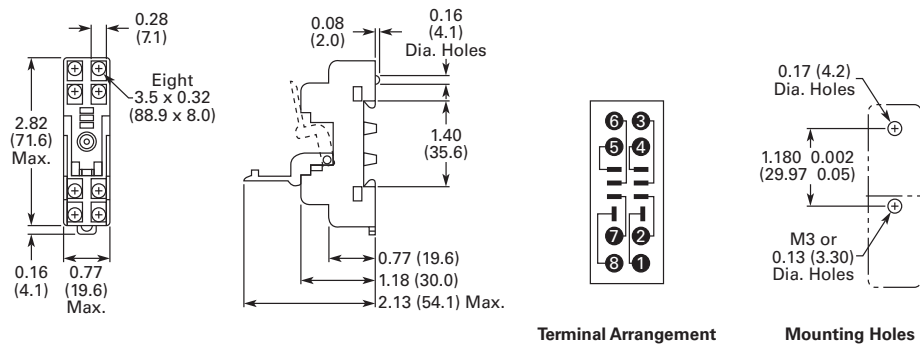 0.28
(7.1)
Eight
3.5 x 0.32
(88.9 x 8.0)
2.82
(71.6)
Max.
0.16
(4.1)
0.77
(19.6)
Max.
0.08
(2.0)
0.16
(4.1)
Dia. Holes
1.40
(35.6)
0.77 (19.6)
1.18 (30.0)
2.13 (54.1) Max.
6 3
5 4
7 2
8 1
Terminal Arrangement
0.17 (4.2)
Dia. Holes
1.180 0.002
(29.97 0.05)
M3 or
0.13 (3.30)
Dia. Holes
Mounting Holes